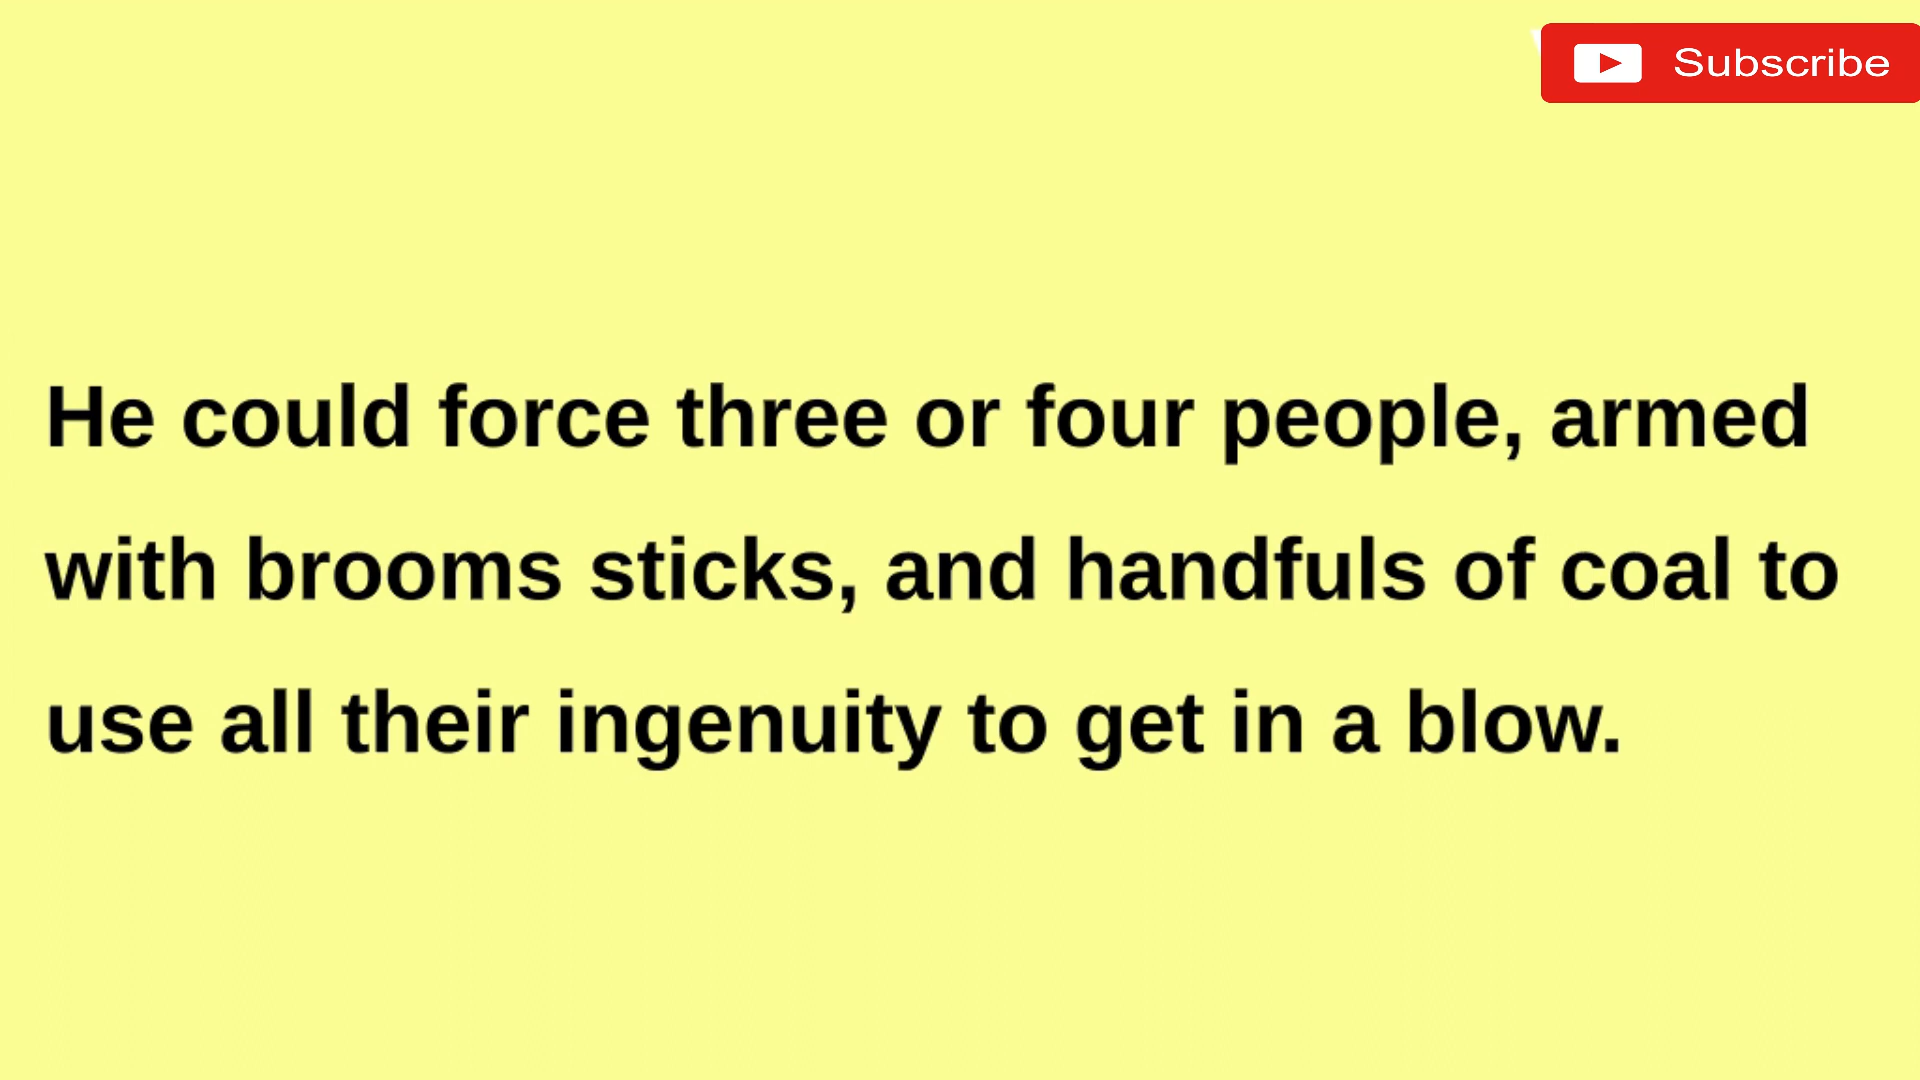 Subscribe
He could force three or four people, armed
with brooms sticks, and handfuls of coal to
use all their ingenuity to get in a blow.